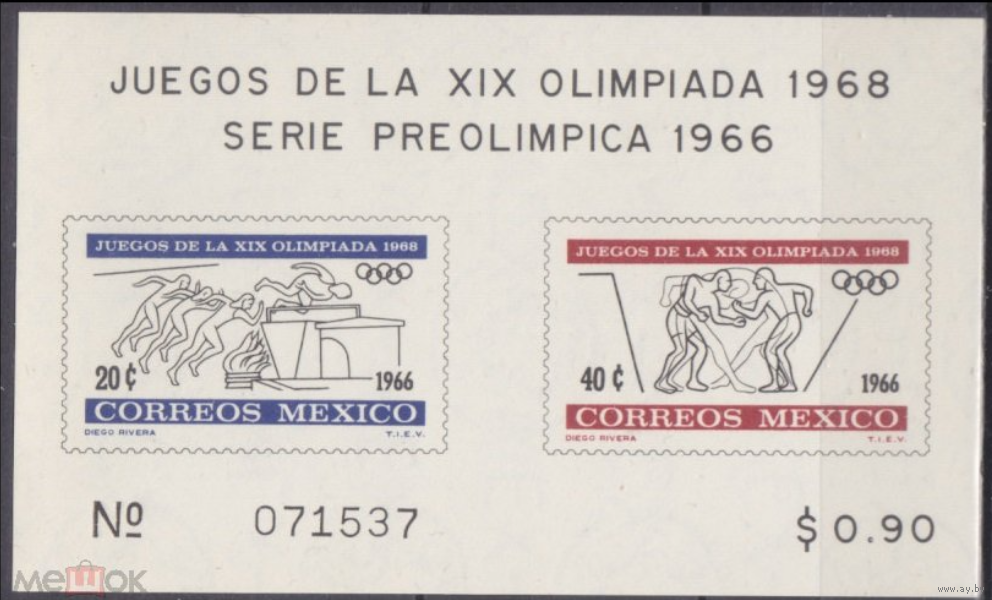 JUEGOS DE LA XIX OLIMPIADA 1968
SERIE PREOLIMPICA 1966
JUEGOS DE LA XIX OLIMPIADA 1968
20 ¢
1966
CORREOS MEXICO
DIEGO RIVERA
T.I.E.V.
JUEGOS DE LA XIX OLIMPIADA 1968
40 ¢
1966
CORREOS MEXICO
DIEGO RIVERA
T.I.E.V.
Nº 071537
$ 0.90
мешок
www.ay.by